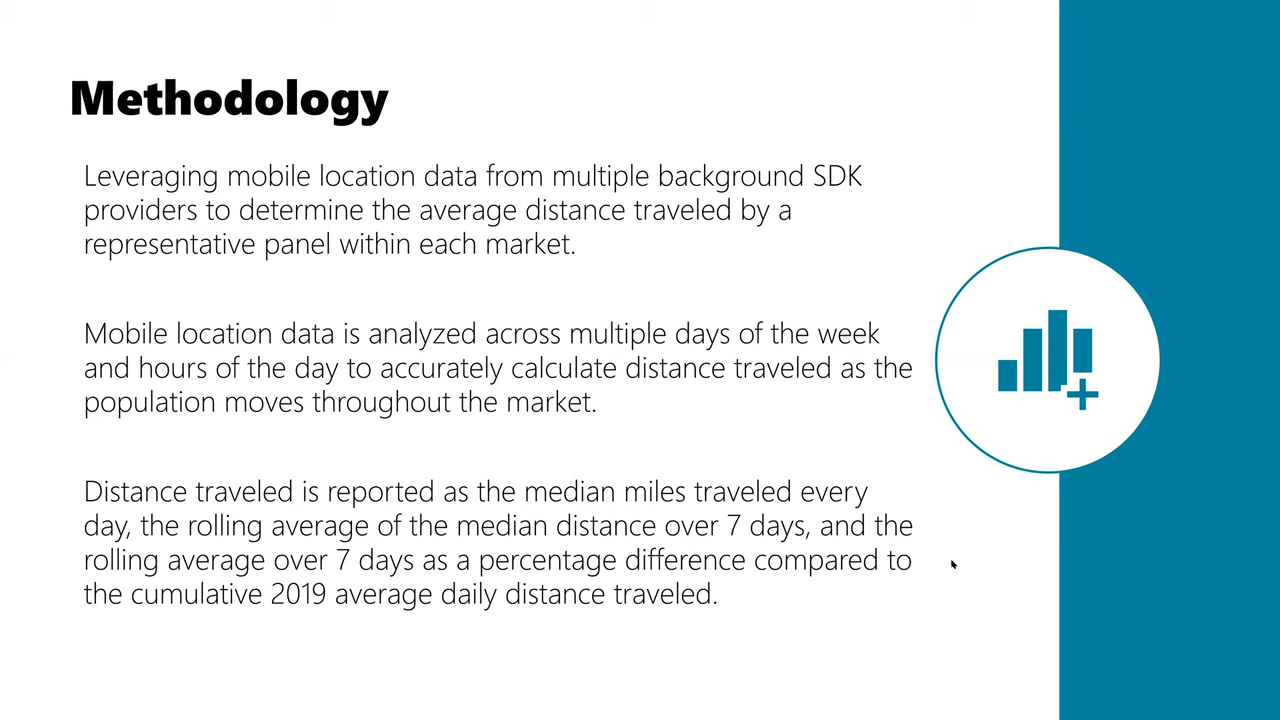 Methodology
Leveraging mobile location data from multiple background SDK
providers to determine the average distance traveled by a
representative panel within each market.
Mobile location data is analyzed across multiple days of the week
and hours of the day to accurately calculate distance traveled as the
population moves throughout the market.
Distance traveled is reported as the median miles traveled every
day, the rolling average of the median distance over 7 days, and the
rolling average over 7 days as a percentage difference compared to
the cumulative 2019 average daily distance traveled.